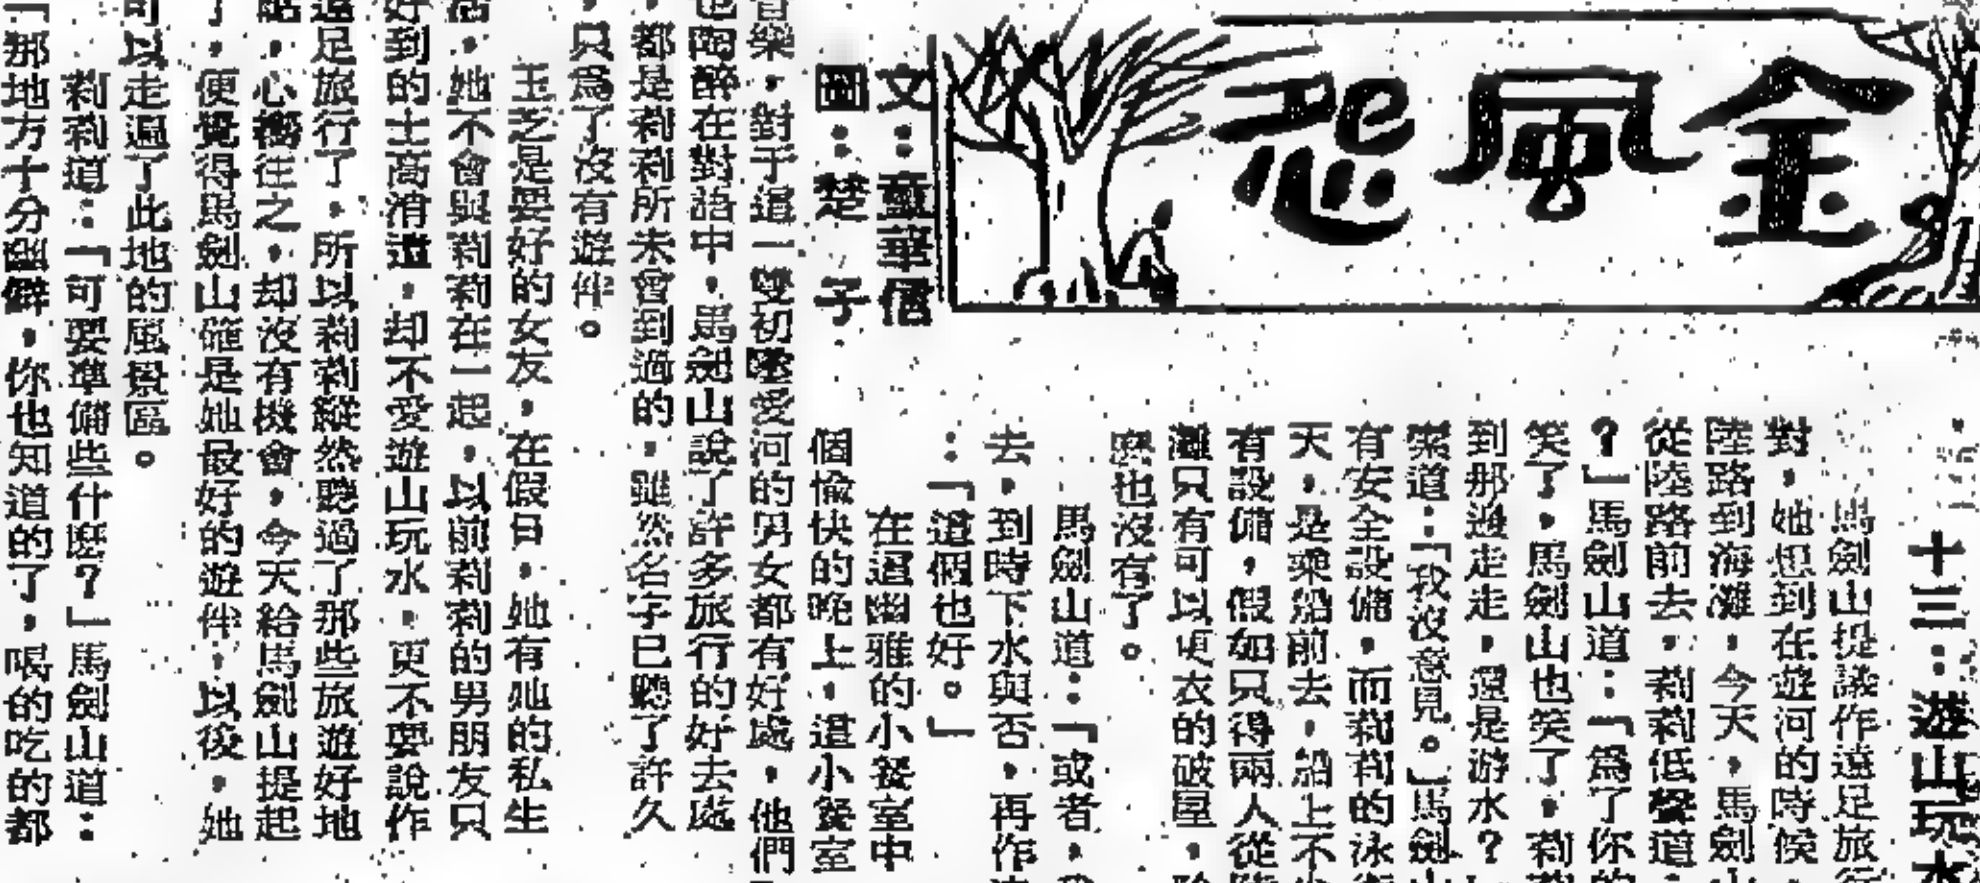 金風怨
十三：遊山玩水
馬劍山提議作遠足旅行
對，她想到在遊河的時候，
陸路到海灘，今天，馬劍山
從陸路前去，莉莉低聲道：
？」馬劍山道：「爲了你的
笑了，馬劍山也笑了，莉莉
到那邊走走，還是游水？」
樂道：「我沒意見。」馬劍山
有安全設備，而莉莉的泳術
天，是乘船前去，船上不
有設備，假如只得兩人從陸
灘只有可以更衣的破屋，
麽也沒有了。
馬劍山道：「或者，
去，到時下水與否，再作
：「這個也好。」
在這幽雅的小餐室中
個愉快的晚上，這小餐室
文：童華
圖：楚子
音樂，對于這一雙初墜愛河的男女都有好處，他們
也陶醉在對語中，馬劍山說了許多旅行的好去處
，都是莉莉所未會到過的，雖然名字已聽了許久
，只爲了沒有遊伴。
玉芝是要好的女友，在假日，她有她的私生
活，她不會與莉莉在一起，以前莉莉的男朋友只
好到的士高消遣，却不愛遊山玩水，更不要說作
遠足旅行了，所以莉莉縱然聽過了那些旅遊好地
點，心嚮往之，却沒有機會，今天給馬劍山提起
了，便覺得馬劍山確是她最好的遊伴，以後，她
可以走遍了此地的風景區。
莉莉道：「可要準備些什麽？」馬劍山道：
「那地方十分幽僻，你也知道的了，喝的吃的都